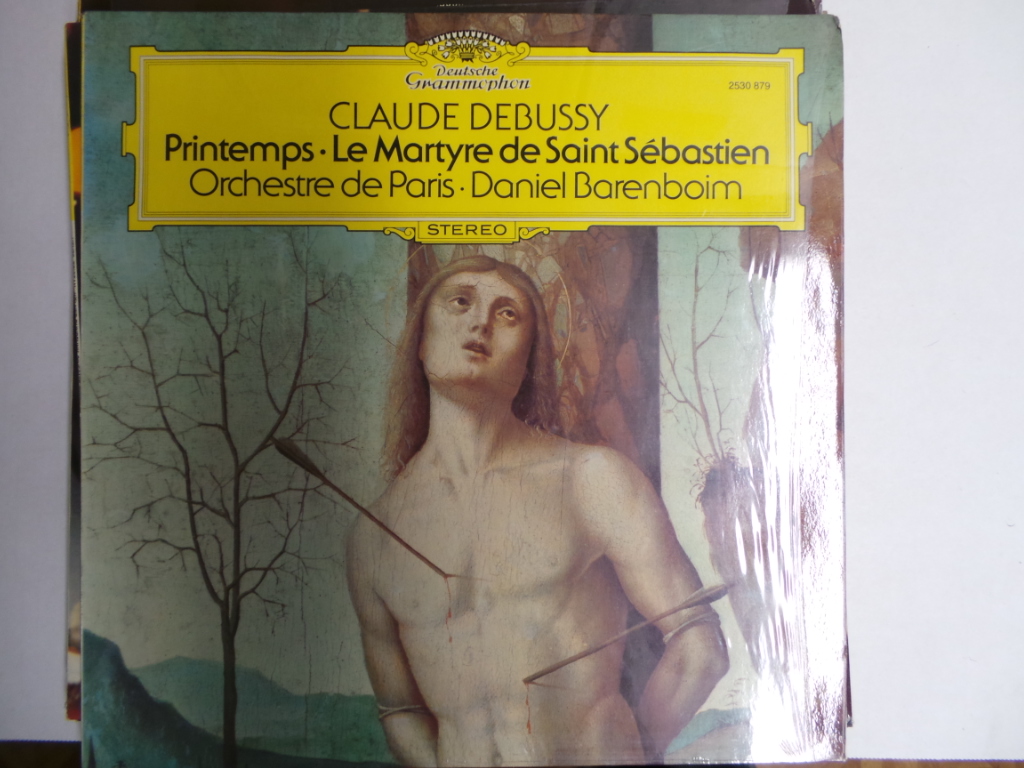 Deutsche
Grammophon
2530 879
CLAUDE DEBUSSY
Printemps · Le Martyre de Saint Sébastien
Orchestre de Paris · Daniel Barenboim
STEREO